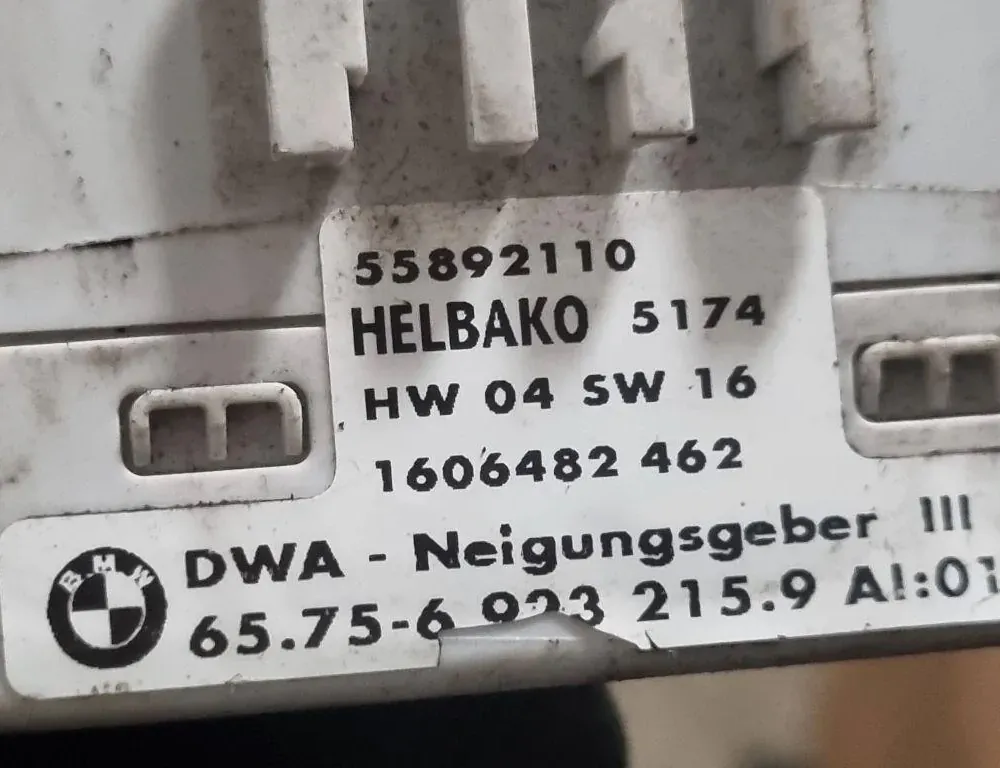 55892110
HELBAKO 5174
HW 04 SW 16
1606482 462
BMW
DWA - Neigungsgeber III
65.75-6 923 215.9 AI:01